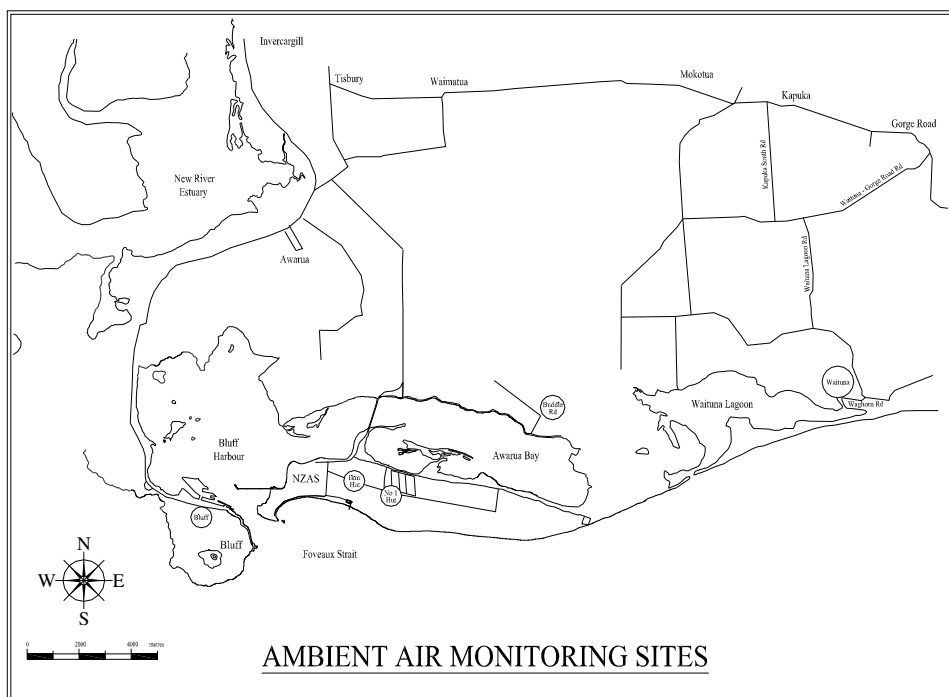 Invercargill
Tisbury
Waimatua
Mokotua
Kapuka
Gorge Road
New River
Estuary
Kapuka South Rd
Waituna - Gorge Road Rd
Awarua
Waituna Lagoon Rd
Waituna
Waghorn Rd
Waituna Lagoon
Buddle
Rd
Bluff
Harbour
Awarua Bay
NZAS
1km
Hut
No 1
Hut
Bluff
Bluff
Foveaux Strait
N
W
E
S
0
2000
4000
metres
AMBIENT AIR MONITORING SITES